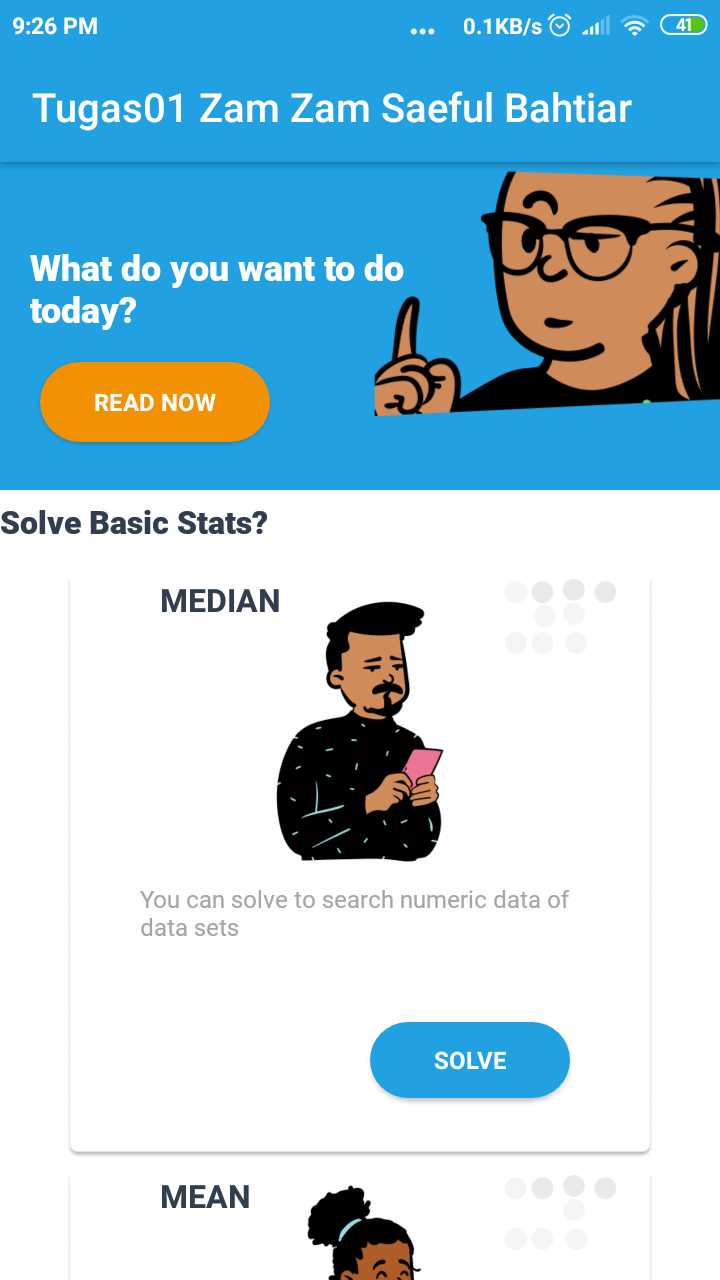 9:26 PM ... 0.1KB/s 41
Tugas01 Zam Zam Saeful Bahtiar
What do you want to do
today?
READ NOW
Solve Basic Stats?
MEDIAN
You can solve to search numeric data of
data sets
SOLVE
MEAN